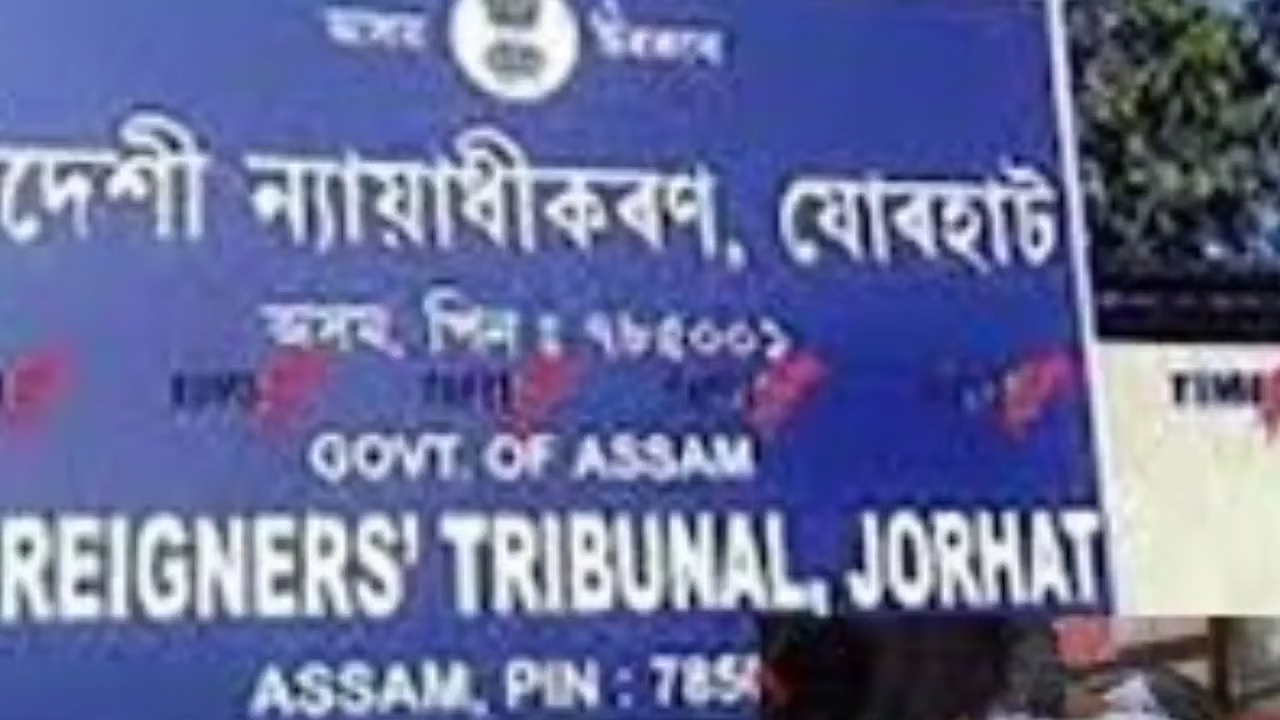 অসম চৰকাৰ
দেশী ন্যায়াধীকৰণ, যোৰহাট
অসম, পিন : ৭৮৫০০১
GOVT. OF ASSAM
REIGNERS' TRIBUNAL, JORHAT
ASSAM, PIN : 785